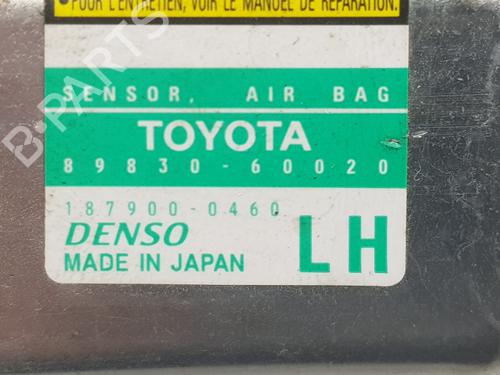 POUR L'ENTRETIEN, VOIR LE MANUEL DE RÉPARATION.
SENSOR, AIR BAG
TOYOTA
89830-60020
187900-0460
DENSO
MADE IN JAPAN
LH
B-PARTS